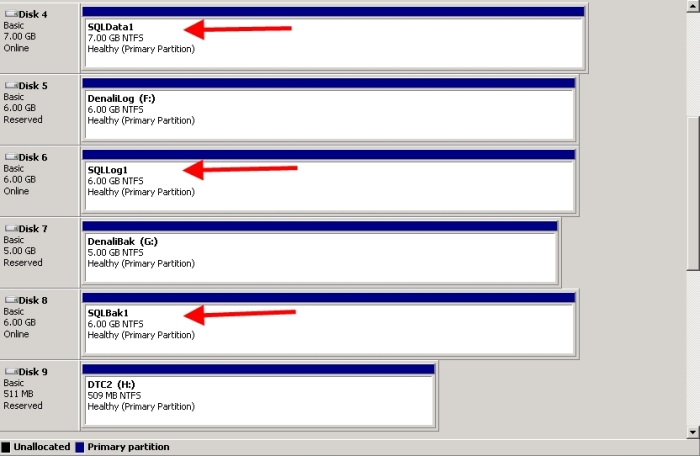 Disk 4
Basic
7.00 GB
Online
SQLData1
7.00 GB NTFS
Healthy (Primary Partition)
Disk 5
Basic
6.00 GB
Reserved
DenaliLog (F:)
6.00 GB NTFS
Healthy (Primary Partition)
Disk 6
Basic
6.00 GB
Online
SQLLog1
6.00 GB NTFS
Healthy (Primary Partition)
Disk 7
Basic
5.00 GB
Reserved
DenaliBak (G:)
5.00 GB NTFS
Healthy (Primary Partition)
Disk 8
Basic
6.00 GB
Online
SQLBak1
6.00 GB NTFS
Healthy (Primary Partition)
Disk 9
Basic
511 MB
Reserved
DTC2 (H:)
509 MB NTFS
Healthy (Primary Partition)
Unallocated Primary partition